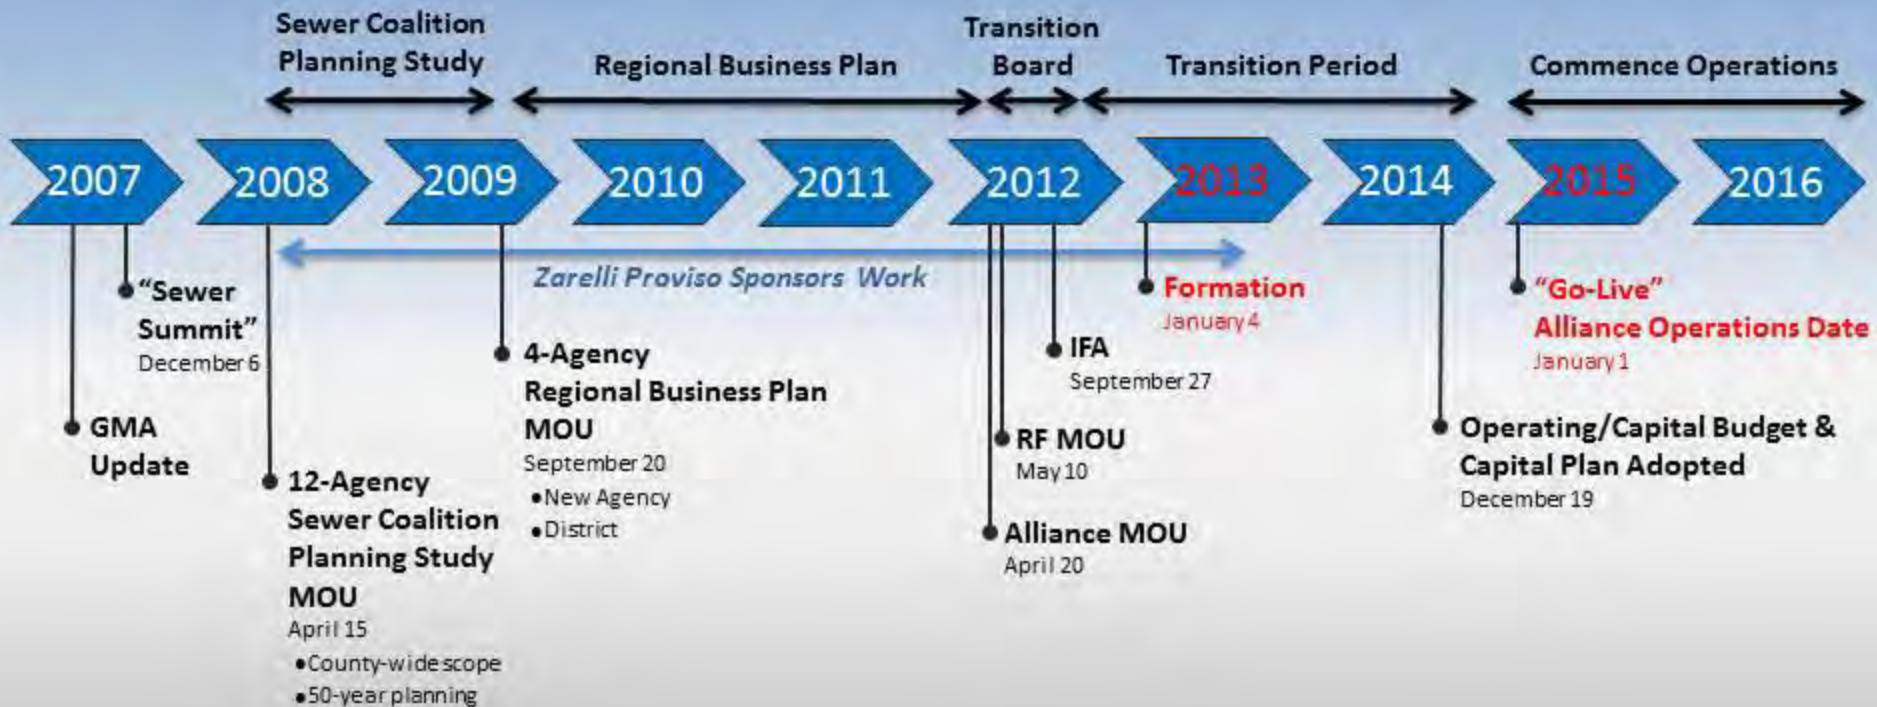 Sewer Coalition
Planning Study
Regional Business Plan
Transition
Board
Transition Period
Commence Operations
2007
2008
2009
2010
2011
2012
2013
2014
2015
2016
Zarelli Proviso Sponsors Work
“Sewer
Summit”
December 6
GMA
Update
12-Agency
Sewer Coalition
Planning Study
MOU
April 15
•County-wide scope
•50-year planning
4-Agency
Regional Business Plan
MOU
September 20
•New Agency
•District
Alliance MOU
April 20
RF MOU
May 10
IFA
September 27
Formation
January 4
Operating/Capital Budget &
Capital Plan Adopted
December 19
“Go-Live”
Alliance Operations Date
January 1